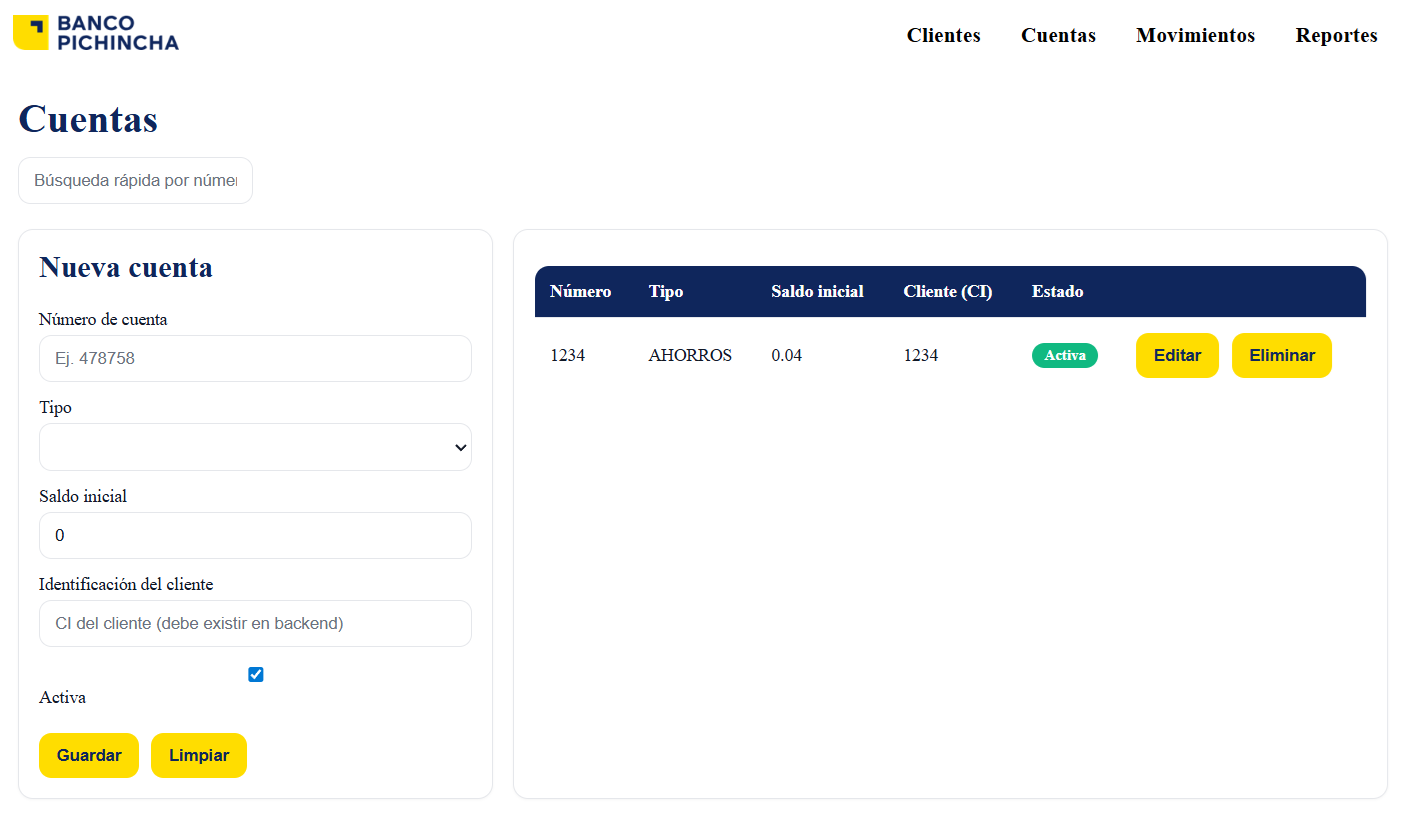 BANCO
PICHINCHA
Clientes Cuentas Movimientos Reportes
Cuentas
Búsqueda rápida por númer
Nueva cuenta
Número de cuenta
Ej. 478758
Tipo
Saldo inicial
0
Identificación del cliente
CI del cliente (debe existir en backend)
Activa
Guardar Limpiar
Número Tipo Saldo inicial Cliente (CI) Estado
1234 AHORROS 0.04 1234 Activa Editar Eliminar